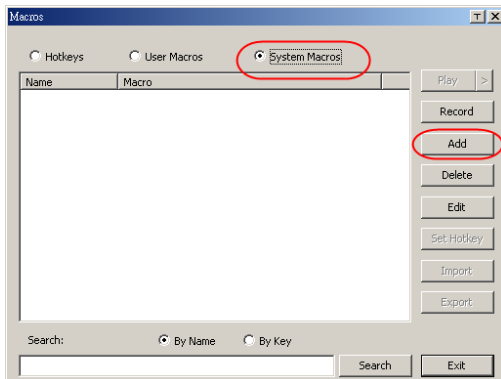 Macros
Hotkeys User Macros System Macros
Name Macro
Play >
Record
Add
Delete
Edit
Set Hotkey
Import
Export
Search: By Name By Key
Search Exit